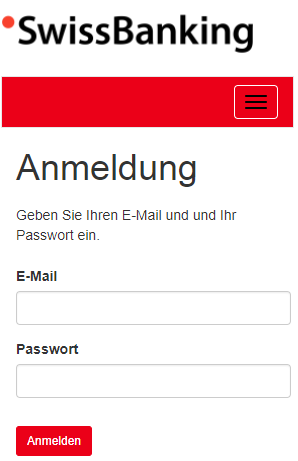 SwissBanking
Anmeldung
Geben Sie Ihren E-Mail und und Ihr
Passwort ein.
E-Mail
Passwort
Anmelden